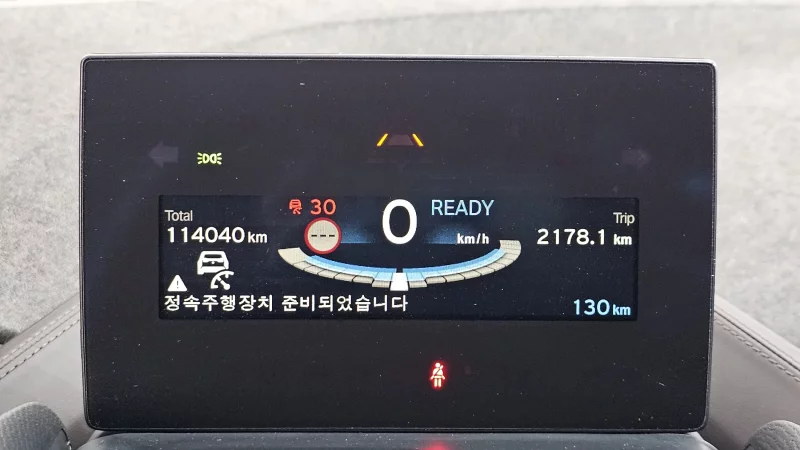 30
0
READY
km/h
Total
114040 km
Trip
2178.1 km
---
정속주행장치 준비되었습니다
130 km